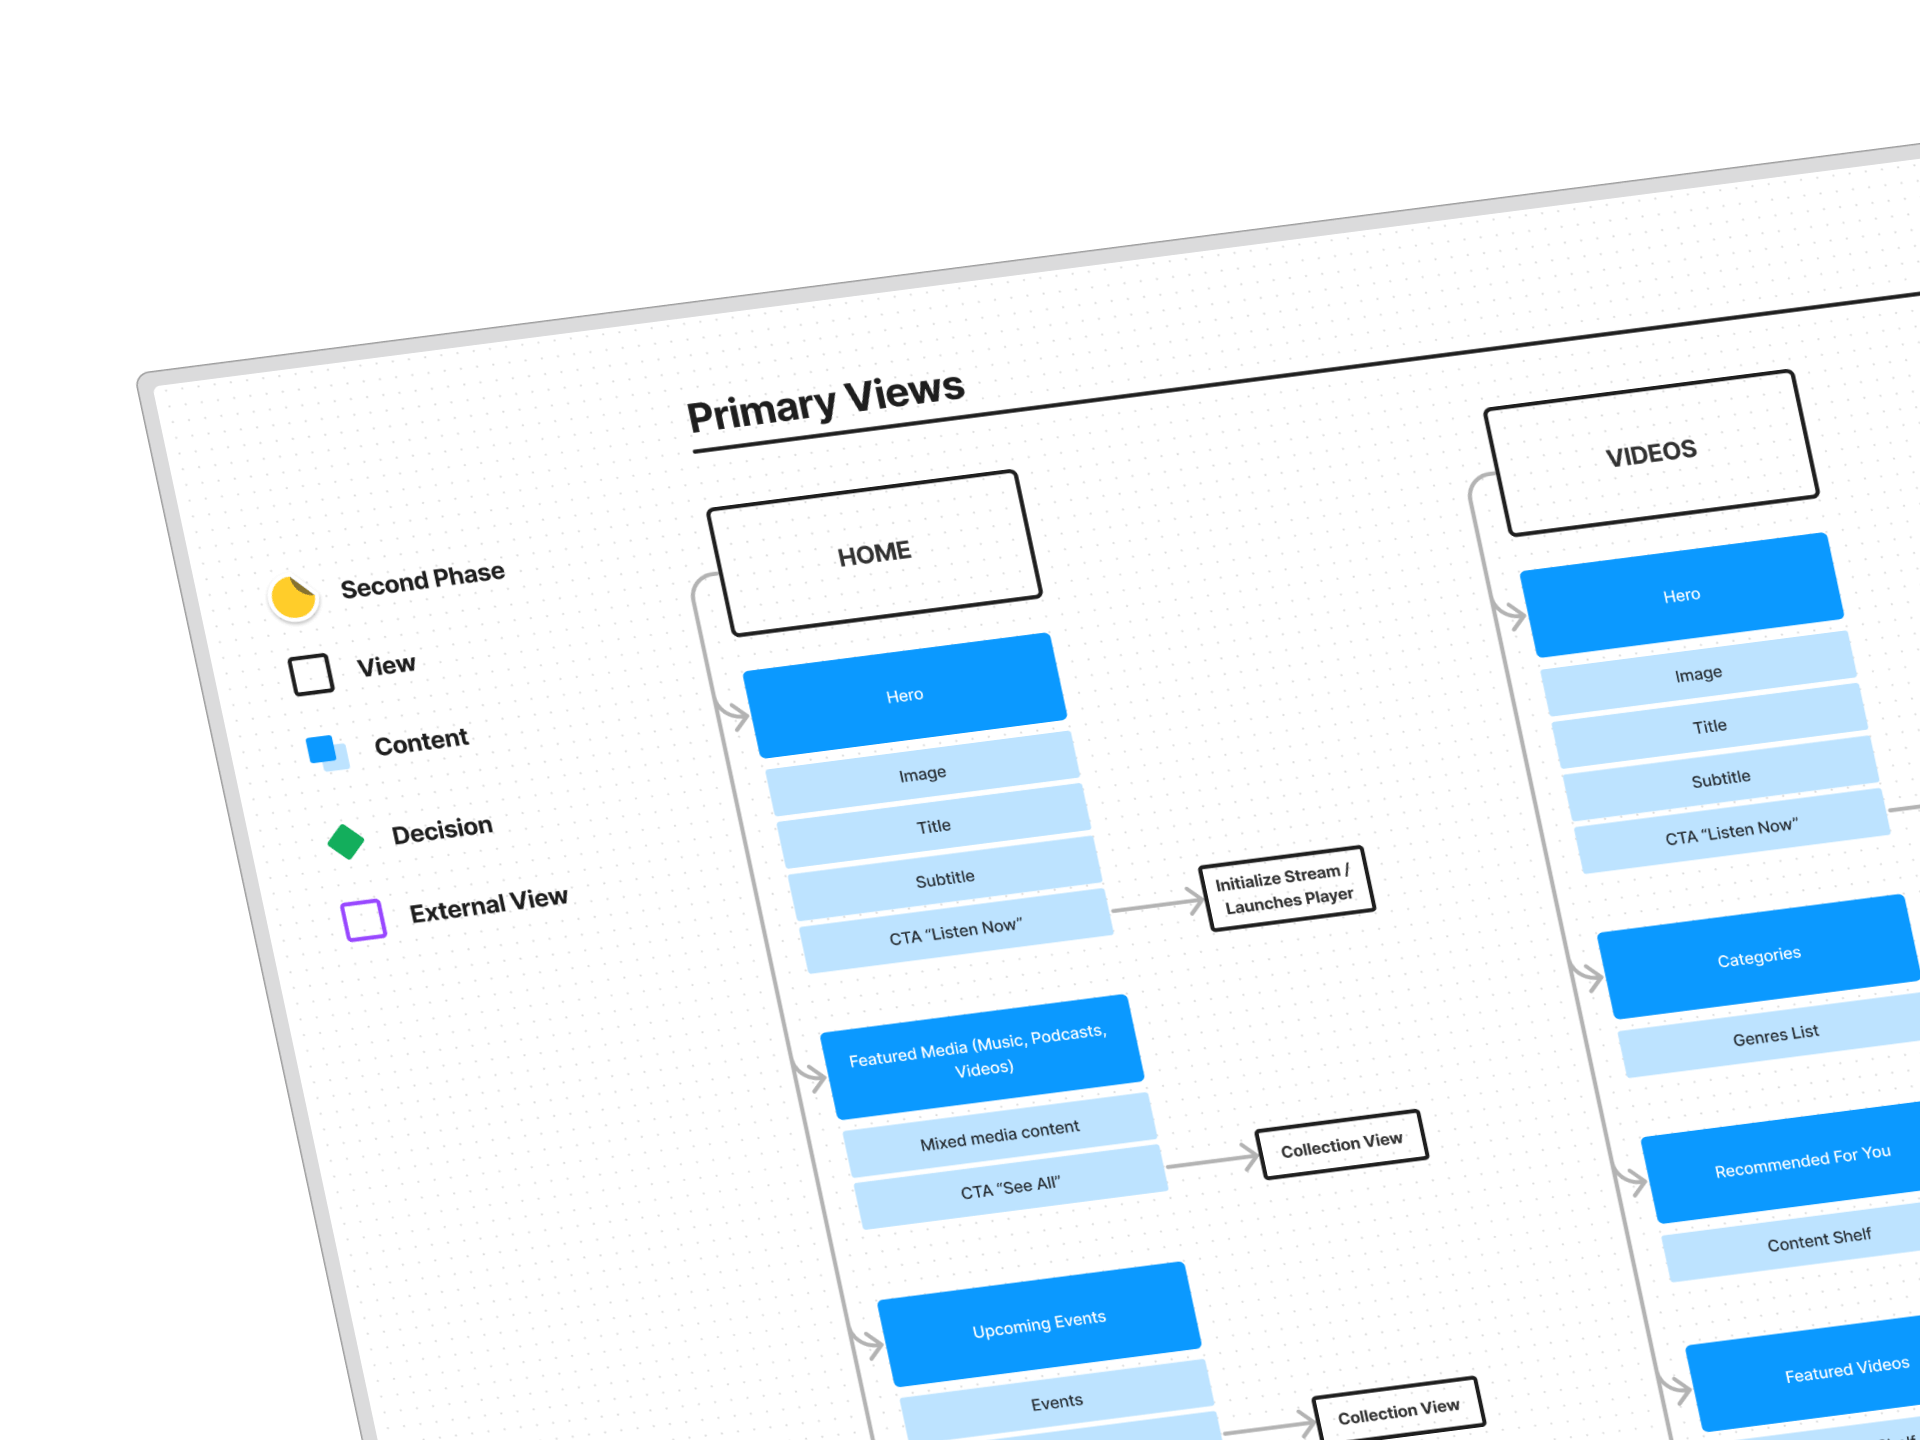 Primary Views
Second Phase
View
Content
Decision
External View
HOME
Hero
Image
Title
Subtitle
CTA “Listen Now”
Initialize Stream /
Launches Player
Featured Media (Music, Podcasts,
Videos)
Mixed media content
CTA “See All”
Collection View
Upcoming Events
Events
Collection View
VIDEOS
Hero
Image
Title
Subtitle
CTA “Listen Now”
Categories
Genres List
Recommended For You
Content Shelf
Featured Videos